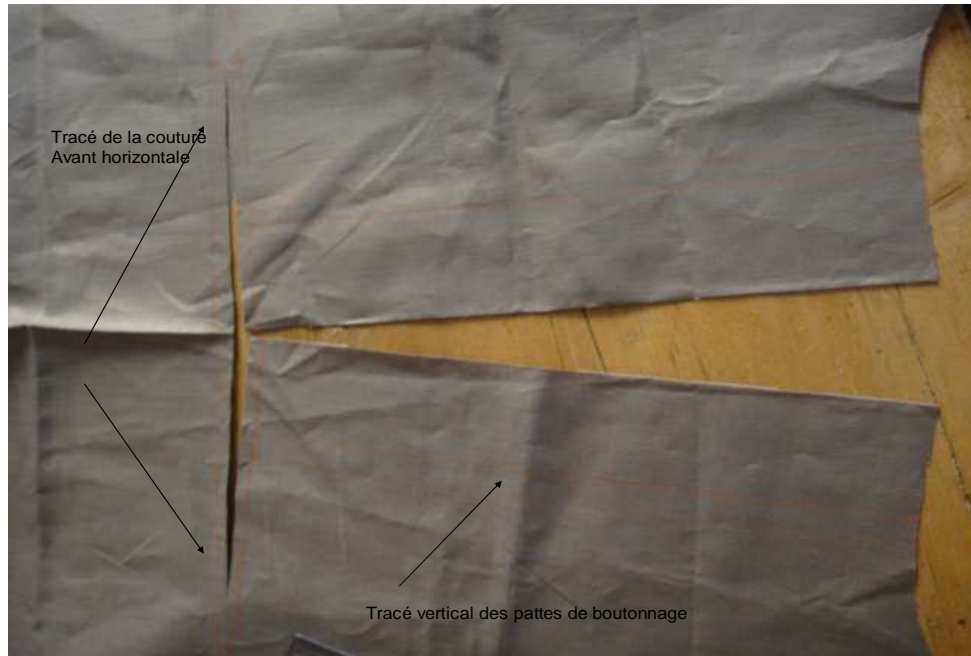 Tracé de la couture
Avant horizontale
Tracé vertical des pattes de boutonnage